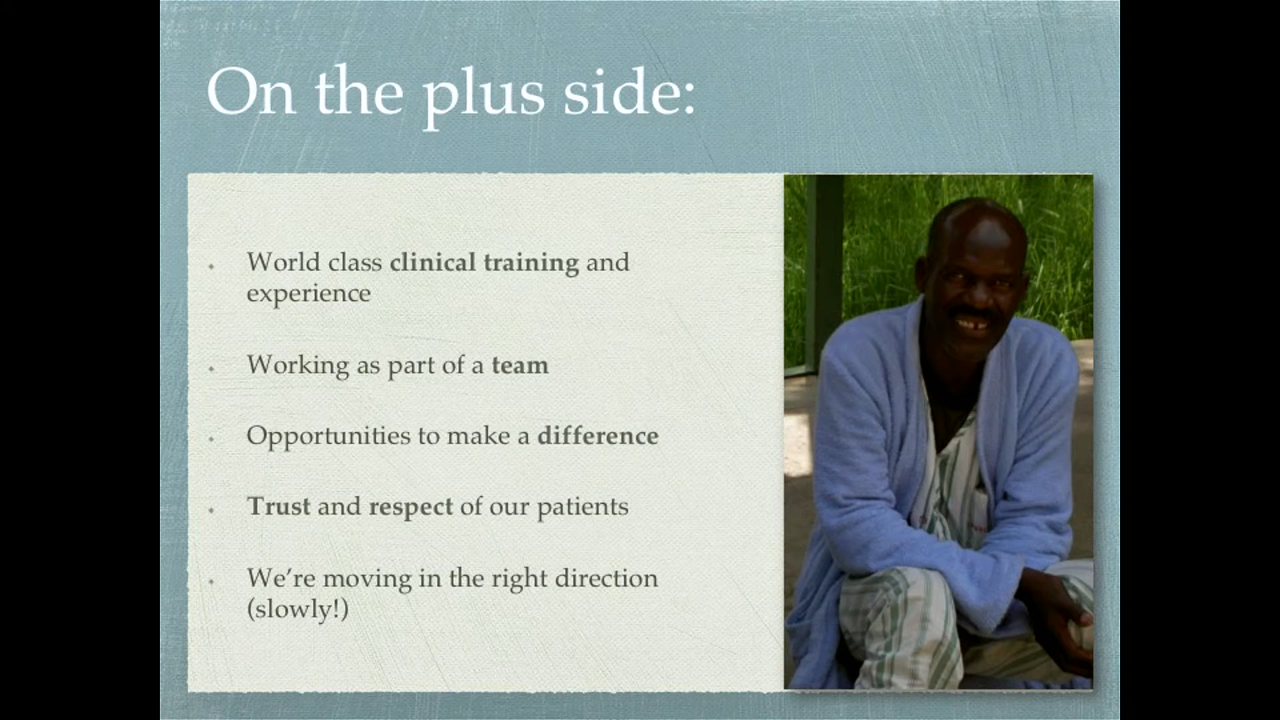 On the plus side:
World class clinical training and
experience
Working as part of a team
Opportunities to make a difference
Trust and respect of our patients
We’re moving in the right direction
(slowly!)